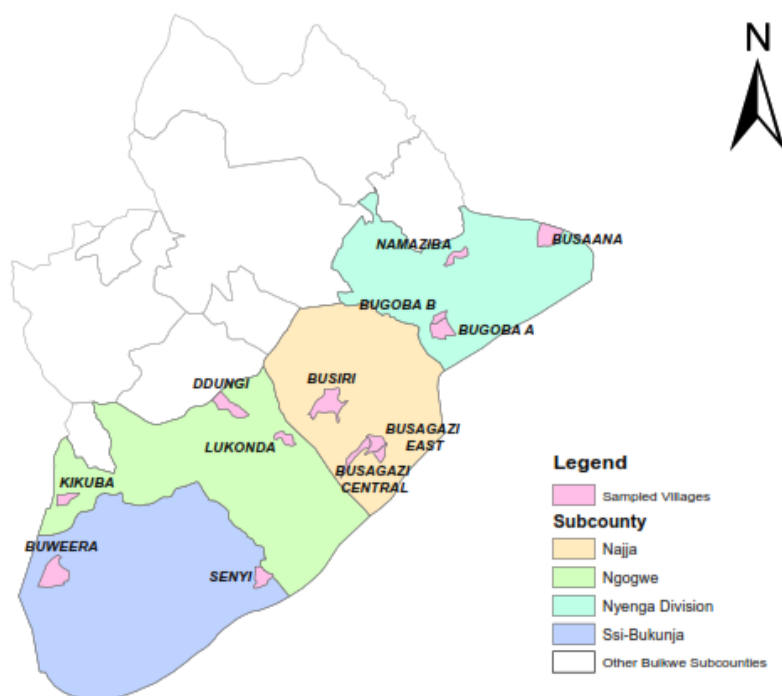 N
NAMAZIBA
BUSAANA
BUGOBA B
BUGOBA A
DDUNGI
BUSIRI
LUKONDA
BUSAGAZI
EAST
BUSAGAZI
CENTRAL
KIKUBA
BUWEERA
SENYI
Legend
Sampled Villages
Subcounty
Najja
Ngogwe
Nyenga Division
Ssi-Bukunja
Other Buikwe Subcounties